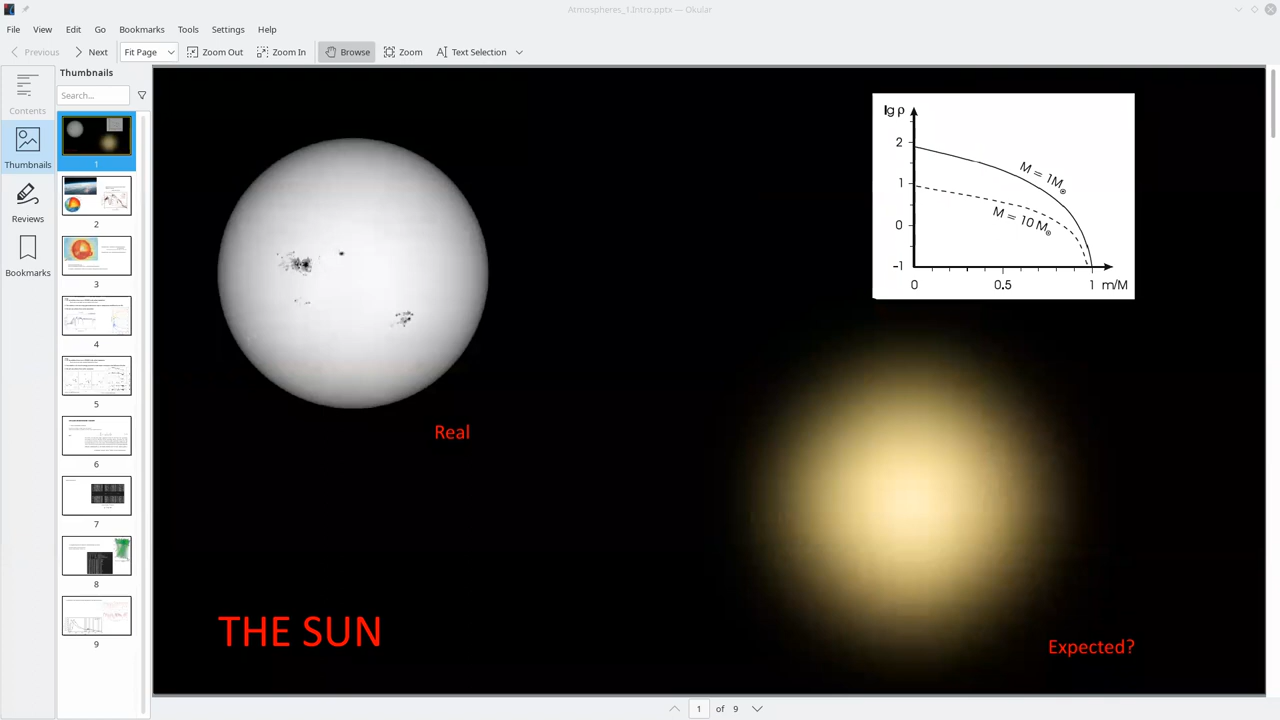 Atmospheres_1.Intro.pptx — Okular
File View Edit Go Bookmarks Tools Settings Help
Previous Next Fit Page Zoom Out Zoom In Browse Zoom Text Selection
Contents
Thumbnails
Reviews
Bookmarks
Thumbnails
Search...
1
2
3
4
5
6
7
8
9
lg ρ
2
1
0
-1
M = 1M⊙
M = 10 M⊙
0 0.5 1 m/M
Real
THE SUN
Expected?
1 of 9